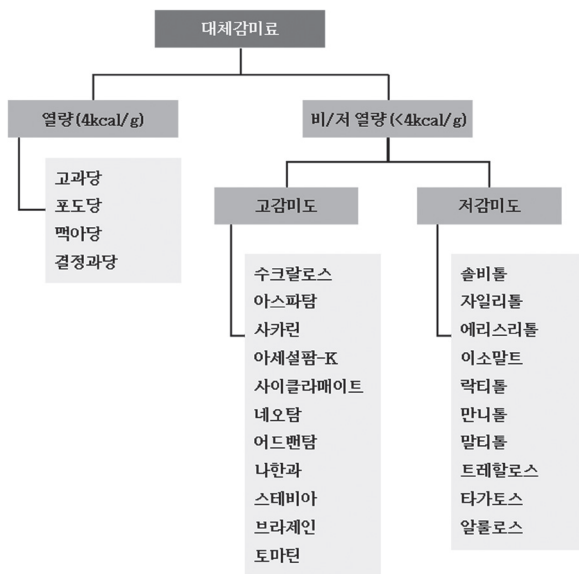 대체감미료
열량(4kcal/g)
비/저 열량(<4kcal/g)
고과당
포도당
맥아당
결정과당
고감미도
저감미도
수크랄로스
아스파탐
사카린
아세설팜-K
사이클라매이트
네오탐
어드밴탐
나한과
스테비아
브라제인
토마틴
솔비톨
자일리톨
에리스리톨
이소말트
락티톨
만니톨
말티톨
트레할로스
타가토스
알룰로스